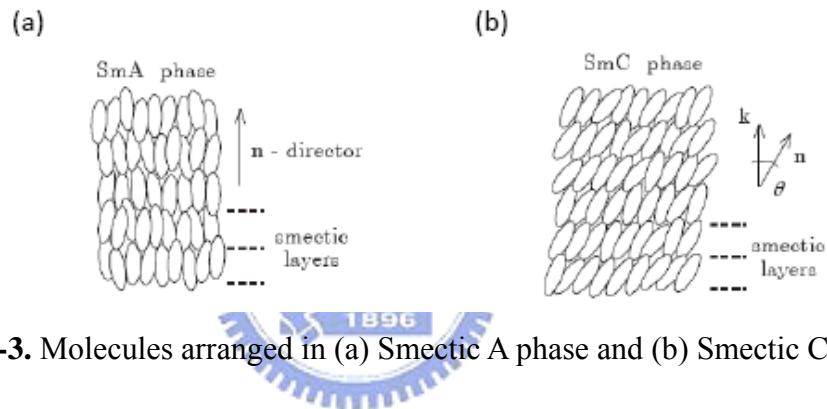 (a)
(b)
SmA phase
SmC phase
n - director
k
n
θ
smectic
layers
smectic
layers
1896
-3. Molecules arranged in (a) Smectic A phase and (b) Smectic C